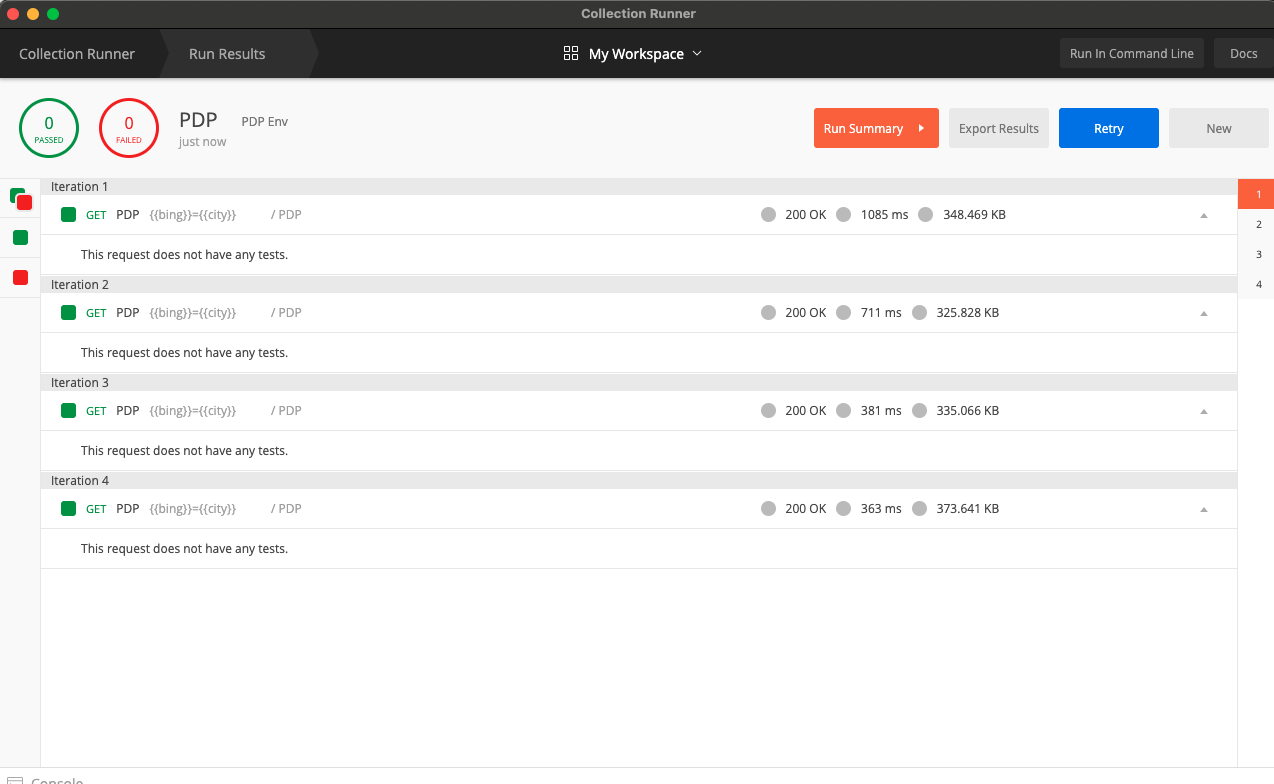 Collection Runner
Collection Runner Run Results My Workspace Run In Command Line Docs
0 PASSED
0 FAILED
PDP PDP Env
just now
Run Summary Export Results Retry New
Iteration 1
GET PDP {{bing}}={{city}} / PDP 200 OK 1085 ms 348.469 KB
This request does not have any tests.
Iteration 2
GET PDP {{bing}}={{city}} / PDP 200 OK 711 ms 325.828 KB
This request does not have any tests.
Iteration 3
GET PDP {{bing}}={{city}} / PDP 200 OK 381 ms 335.066 KB
This request does not have any tests.
Iteration 4
GET PDP {{bing}}={{city}} / PDP 200 OK 363 ms 373.641 KB
This request does not have any tests.
1
2
3
4
Console